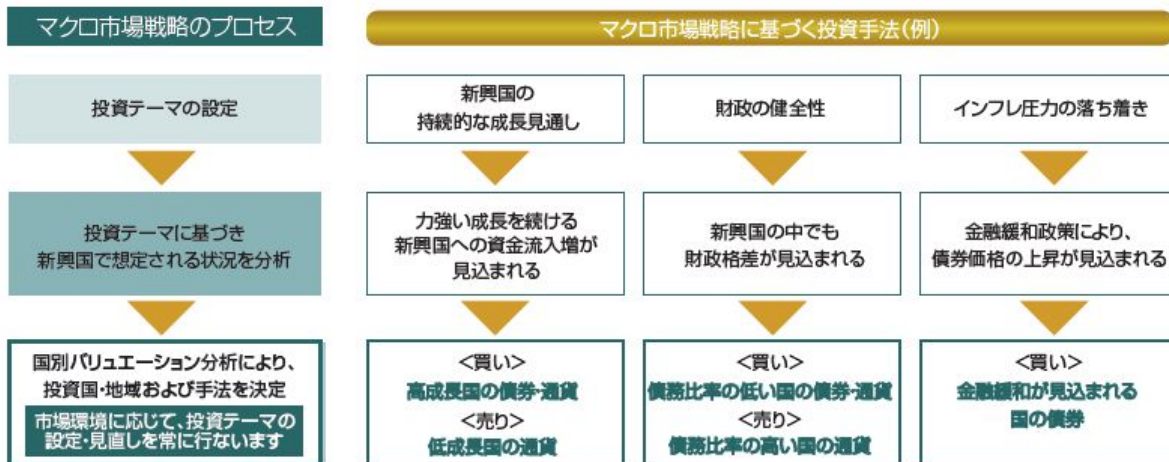 マクロ市場戦略のプロセス
マクロ市場戦略に基づく投資手法(例)
投資テーマの設定
新興国の
持続的な成長見通し
財政の健全性
インフレ圧力の落ち着き
投資テーマに基づき
新興国で想定される状況を分析
力強い成長を続ける
新興国への資金流入増が
見込まれる
新興国の中でも
財政格差が見込まれる
金融緩和政策により、
債券価格の上昇が見込まれる
国別バリュエーション分析により、
投資国・地域および手法を決定
市場環境に応じて、投資テーマの
設定・見直しを常に行ないます
<買い>
高成長国の債券・通貨
<売り>
低成長国の通貨
<買い>
債務比率の低い国の債券・通貨
<売り>
債務比率の高い国の通貨
<買い>
金融緩和が見込まれる
国の債券